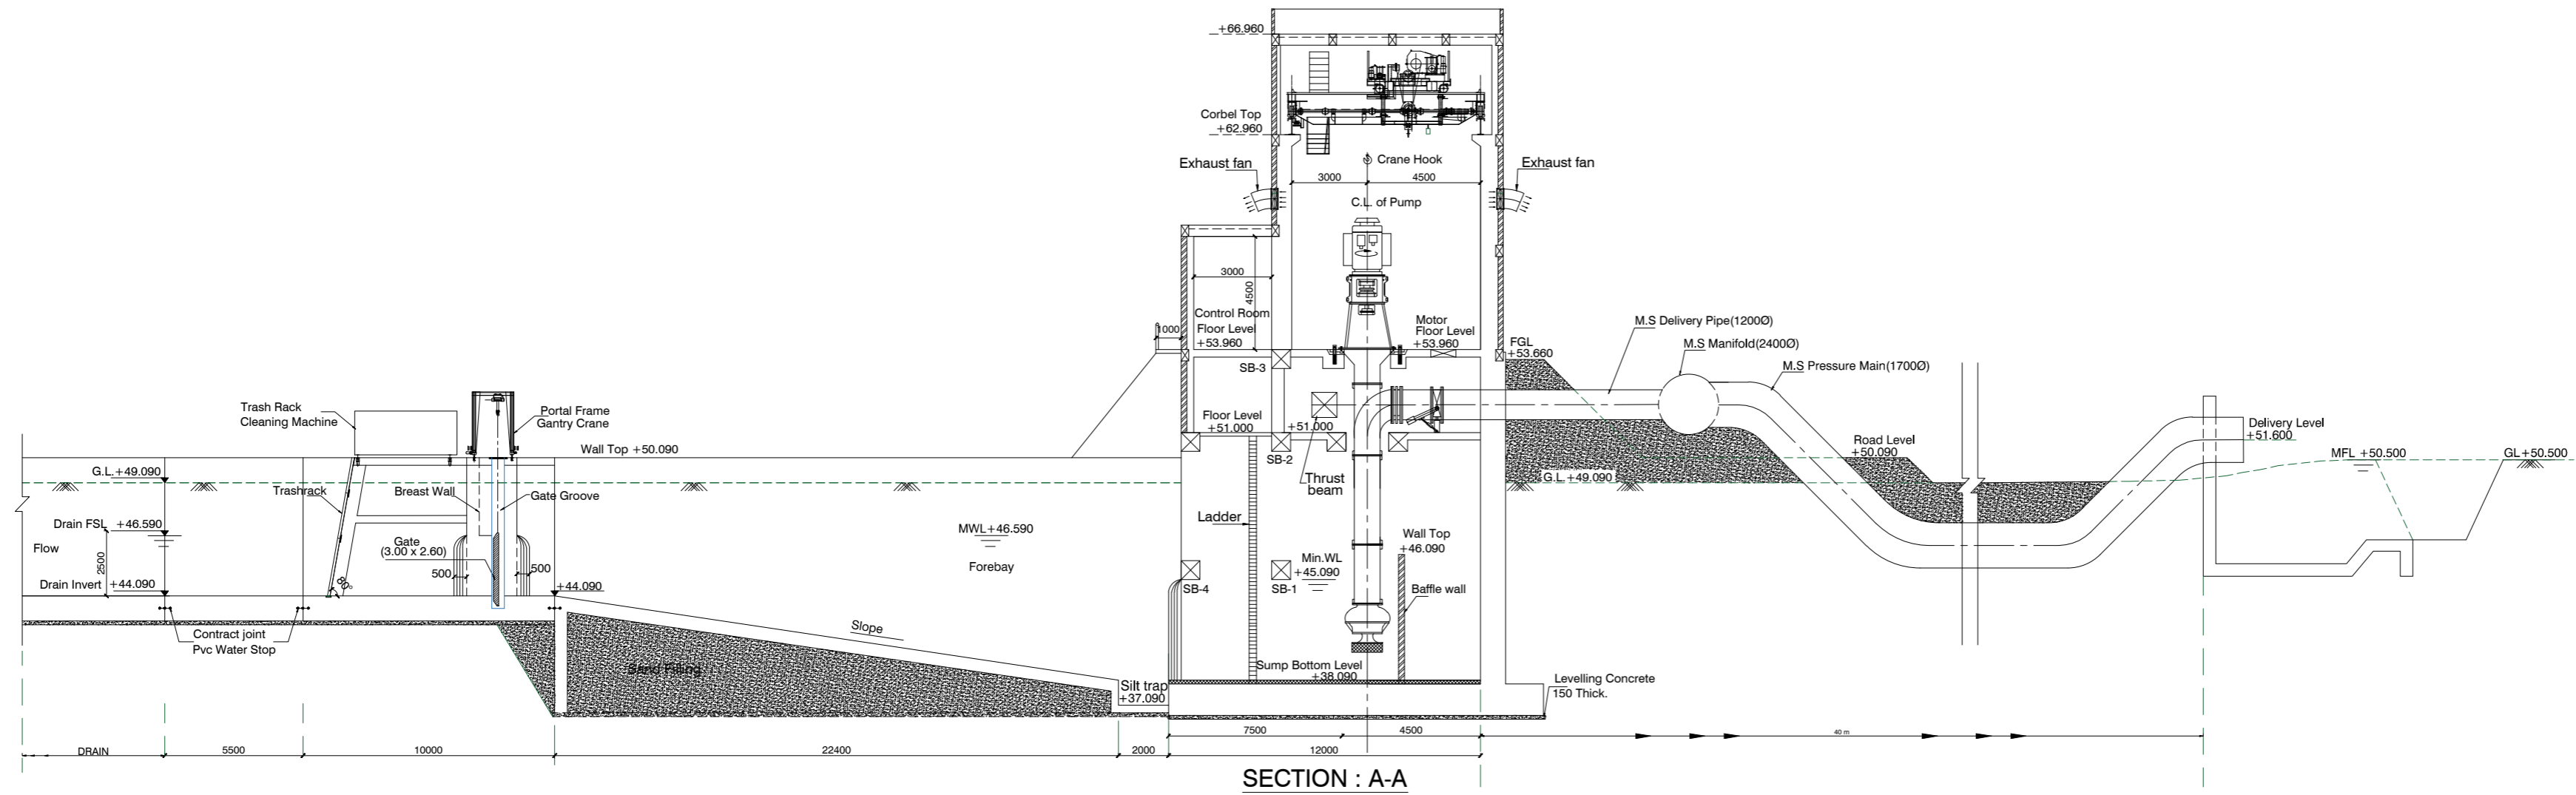 +66.960
Corbel Top
+62.960
Crane Hook
Exhaust fan
Exhaust fan
3000
4500
C.L. of Pump
3000
4500
Control Room
Floor Level
+53.960
Motor
Floor Level
+53.960
1000
FGL
+53.660
M.S Delivery Pipe(1200Ø)
M.S Manifold(2400Ø)
M.S Pressure Main(1700Ø)
SB-3
Trash Rack
Cleaning Machine
Portal Frame
Gantry Crane
Floor Level
+51.000
+51.000
Delivery Level
+51.600
Road Level
+50.090
MFL +50.500
GL+50.500
Wall Top +50.090
SB-2
G.L.+49.090
G.L.+49.090
Thrust
beam
Trashrack
Breast Wall
Gate Groove
Ladder
Drain FSL
+46.590
MWL+46.590
Wall Top
+46.090
Flow
2500
Gate
(3.00 x 2.60)
Forebay
Min.WL
+45.090
500
500
80°
Drain Invert
+44.090
+44.090
SB-4
SB-1
Baffle wall
Contract joint
Pvc Water Stop
Slope
Sand Filling
Sump Bottom Level
+38.090
Silt trap
+37.090
Levelling Concrete
150 Thick.
7500
4500
40 m
DRAIN
5500
10000
22400
2000
12000
SECTION : A-A